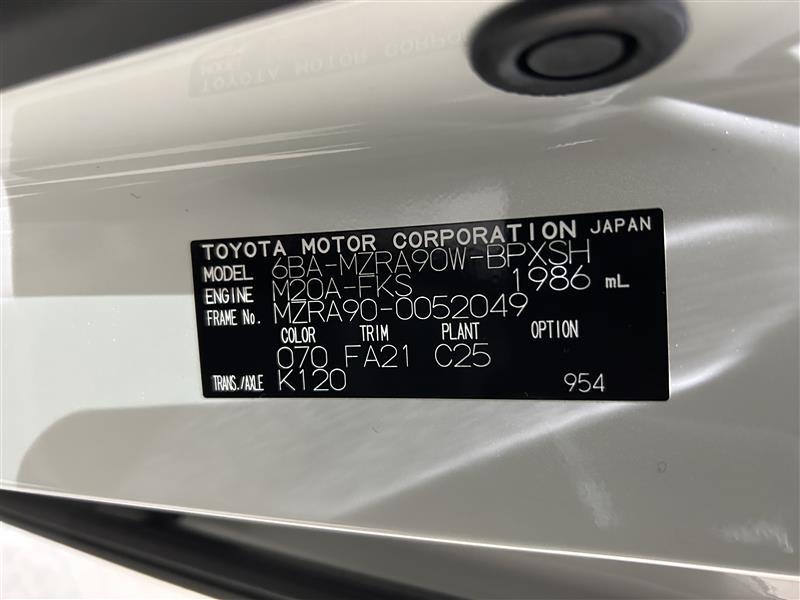 TOYOTA MOTOR CORPORATION JAPAN
MODEL 6BA-MZRA90W-BPXSH
ENGINE M20A-FKS 1986 mL
FRAME No. MZRA90-0052049
COLOR TRIM PLANT OPTION
070 FA21 C25
TRANS./AXLE K120 954